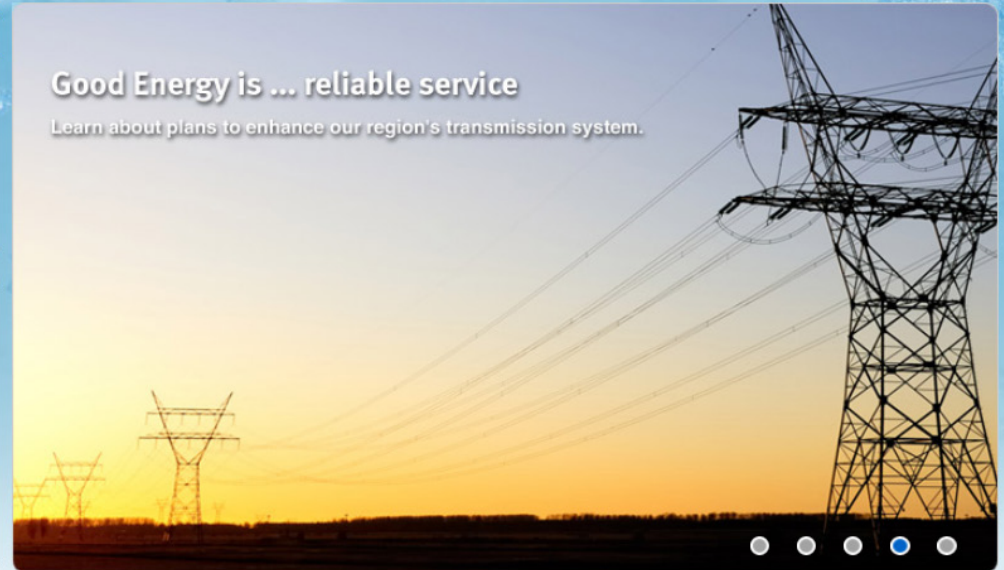 Good Energy is ... reliable service
Learn about plans to enhance our region's transmission system.